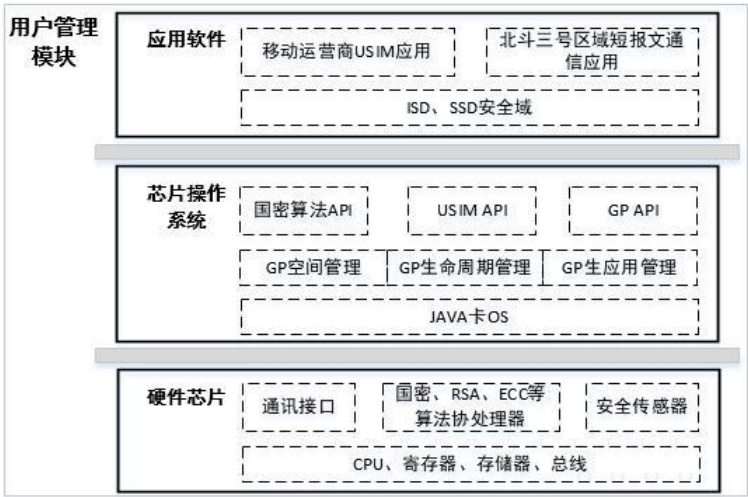 用户管理
模块
应用软件
移动运营商USIM应用
北斗三号区域短报文通
信应用
ISD、SSD安全域
芯片操作
系统
国密算法API
USIM API
GP API
GP空间管理
GP生命周期管理
GP生应用管理
JAVA卡OS
硬件芯片
通讯接口
国密、RSA、ECC等
算法协处理器
安全传感器
CPU、寄存器、存储器、总线